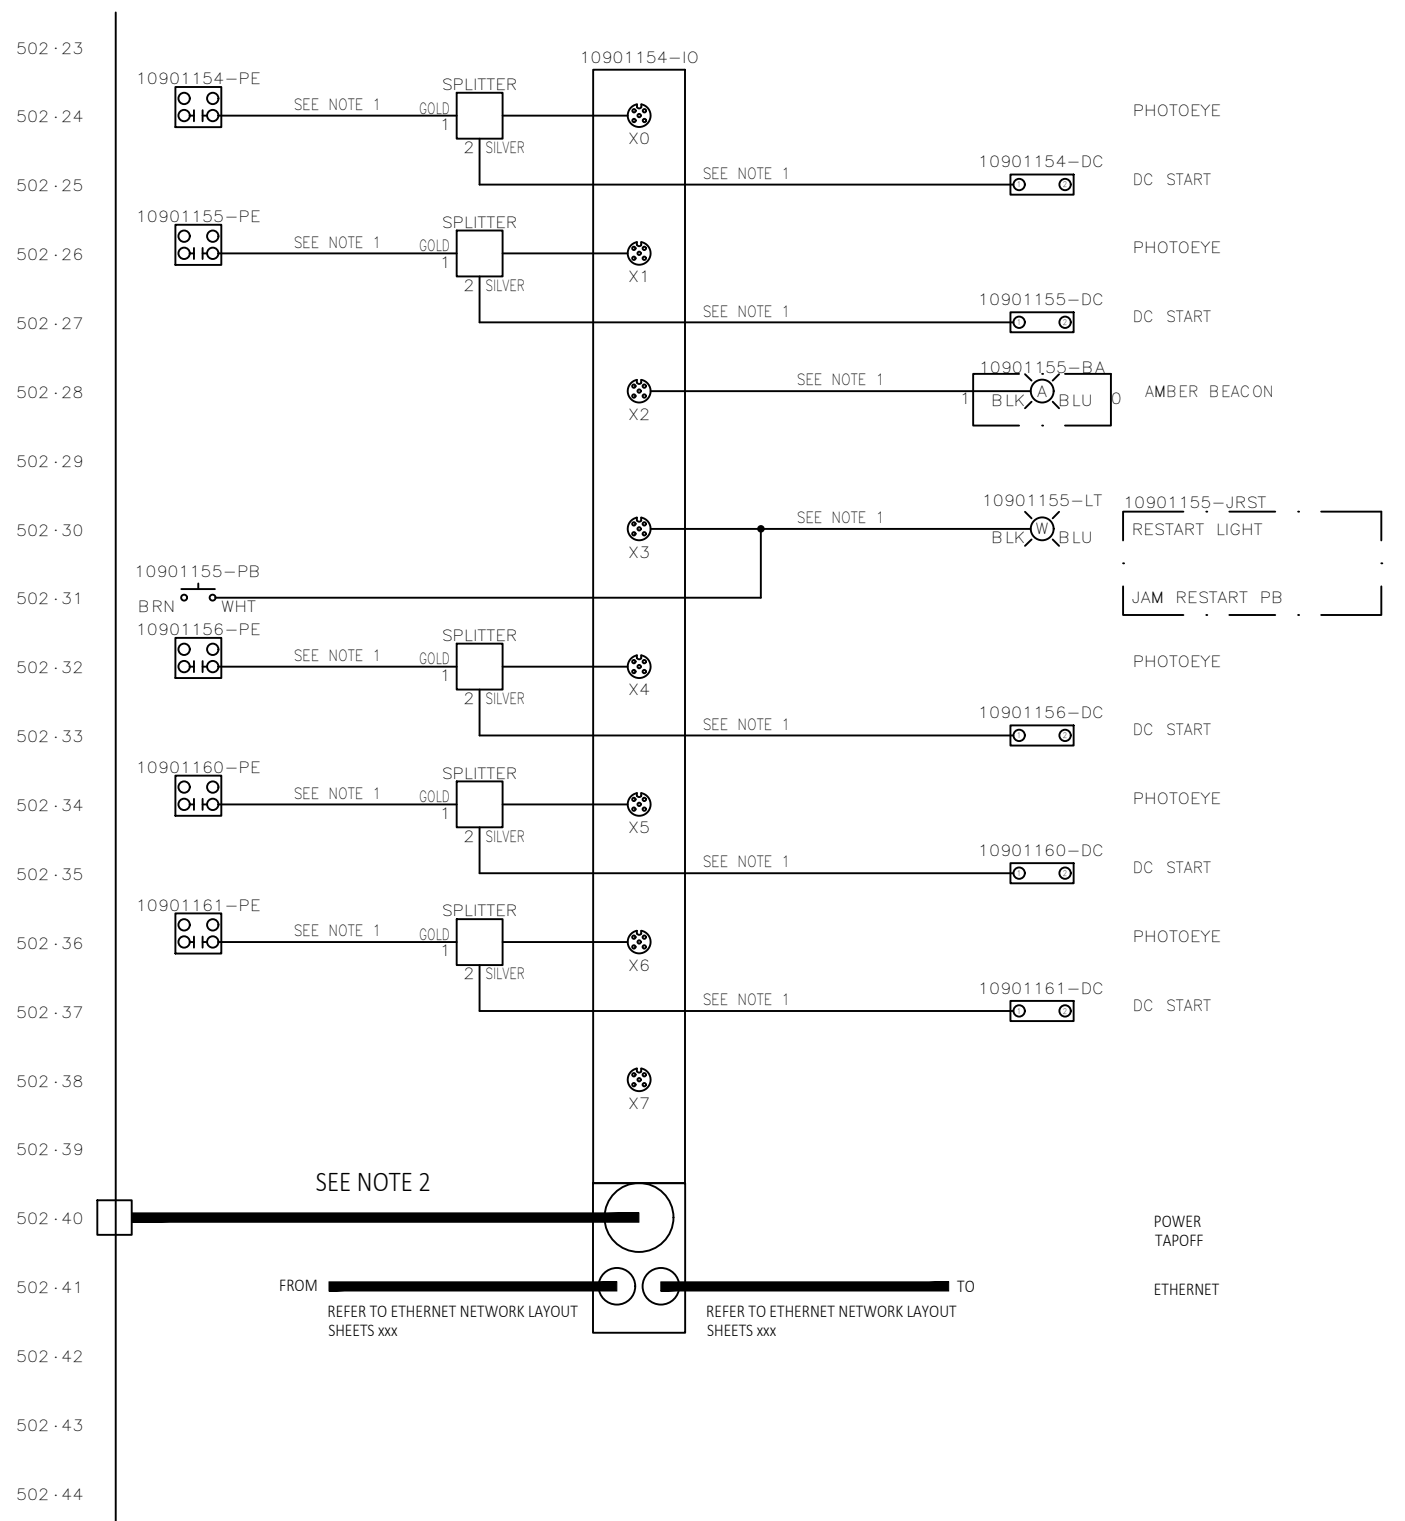 502·23
10901154-IO
10901154-PE
SPLITTER
502·24
SEE NOTE 1
GOLD
1
X0
PHOTOEYE
2 SILVER
502·25
SEE NOTE 1
10901154-DC
1 2
DC START
10901155-PE
SPLITTER
502·26
SEE NOTE 1
GOLD
1
X1
PHOTOEYE
2 SILVER
502·27
SEE NOTE 1
10901155-DC
1 2
DC START
502·28
X2
SEE NOTE 1
10901155-BA
1 BLK A BLU 0
AMBER BEACON
502·29
502·30
X3
SEE NOTE 1
10901155-LT
BLK W BLU
10901155-JRST
RESTART LIGHT
10901155-PB
502·31
BRN WHT
JAM RESTART PB
10901156-PE
SPLITTER
502·32
SEE NOTE 1
GOLD
1
X4
PHOTOEYE
2 SILVER
502·33
SEE NOTE 1
10901156-DC
1 2
DC START
10901160-PE
SPLITTER
502·34
SEE NOTE 1
GOLD
1
X5
PHOTOEYE
2 SILVER
502·35
SEE NOTE 1
10901160-DC
1 2
DC START
10901161-PE
SPLITTER
502·36
SEE NOTE 1
GOLD
1
X6
PHOTOEYE
2 SILVER
502·37
SEE NOTE 1
10901161-DC
1 2
DC START
502·38
X7
502·39
SEE NOTE 2
502·40
POWER
TAPOFF
502·41
FROM
TO
ETHERNET
REFER TO ETHERNET NETWORK LAYOUT
SHEETS xxx
REFER TO ETHERNET NETWORK LAYOUT
SHEETS xxx
502·42
502·43
502·44